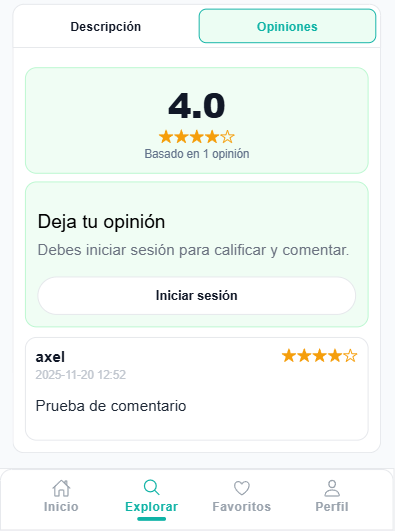 Descripción Opiniones
4.0
★★★★☆
Basado en 1 opinión
Deja tu opinión
Debes iniciar sesión para calificar y comentar.
Iniciar sesión
axel ★★★★☆
2025-11-20 12:52
Prueba de comentario
Inicio Explorar Favoritos Perfil